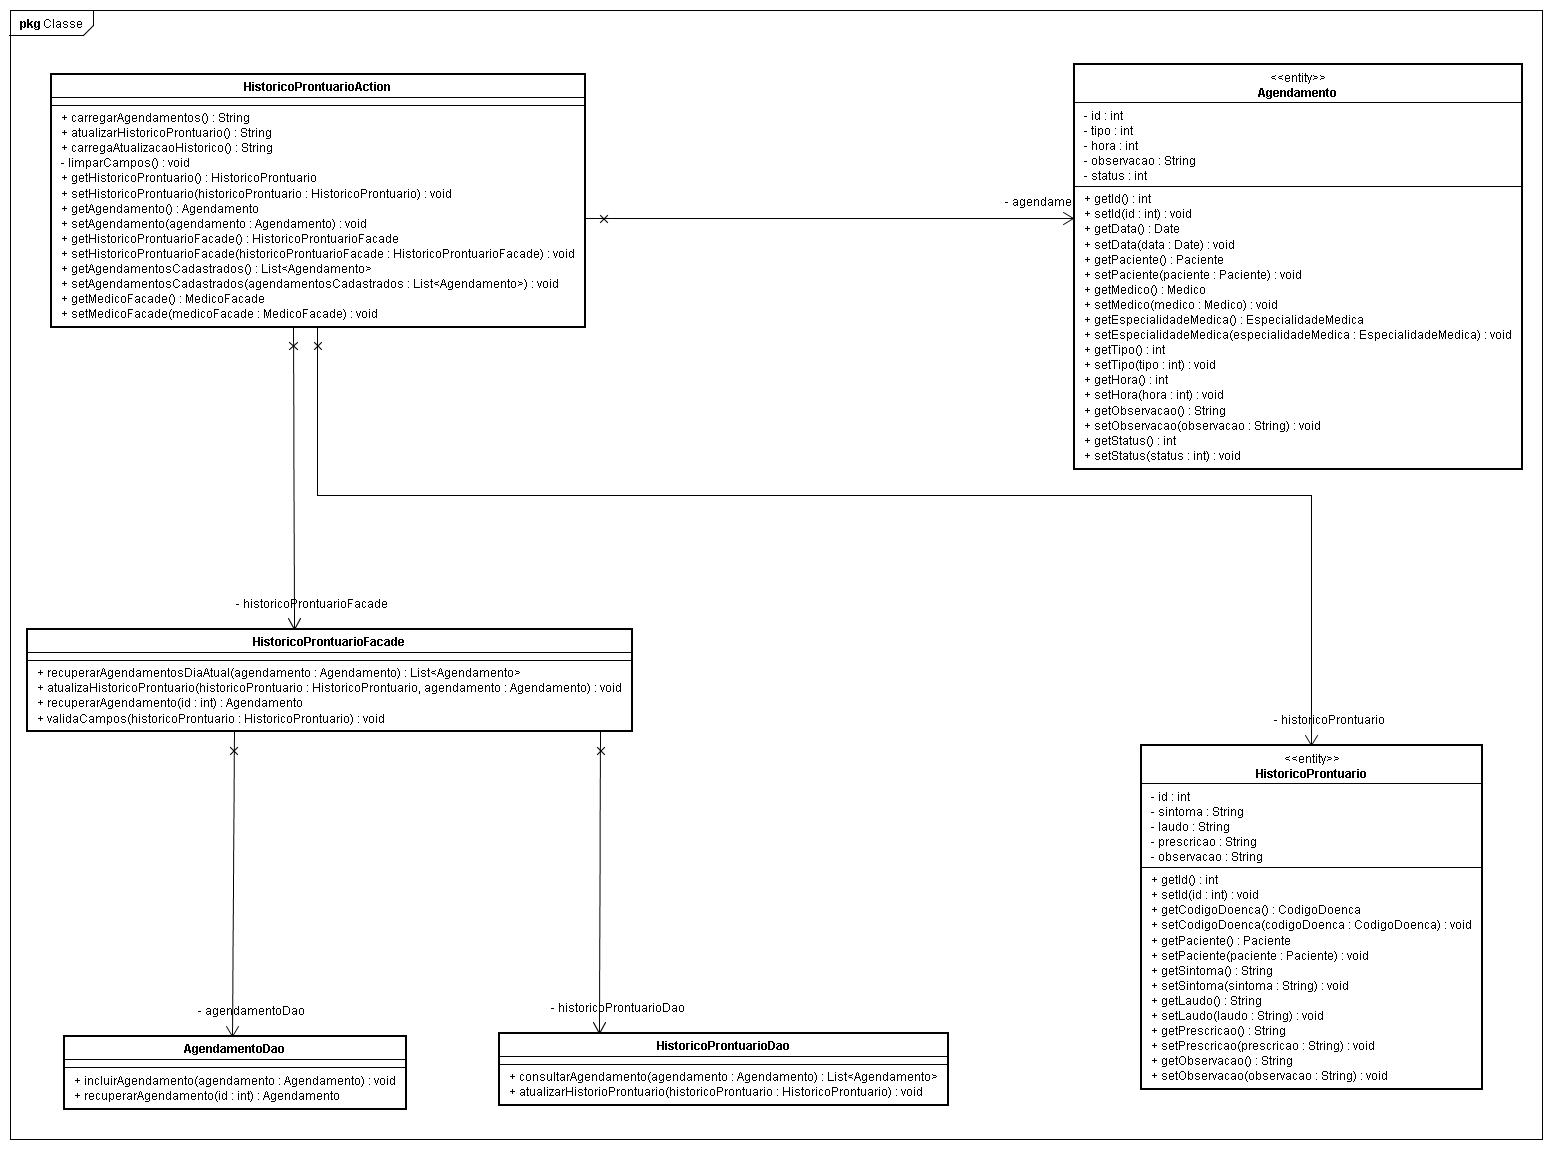 pkg Classe
HistoricoProntuarioAction
+ carregarAgendamentos() : String
+ atualizarHistoricoProntuario() : String
+ carregaAtualizacaoHistorico() : String
- limparCampos() : void
+ getHistoricoProntuario() : HistoricoProntuario
+ setHistoricoProntuario(historicoProntuario : HistoricoProntuario) : void
+ getAgendamento() : Agendamento
+ setAgendamento(agendamento : Agendamento) : void
+ getHistoricoProntuarioFacade() : HistoricoProntuarioFacade
+ setHistoricoProntuarioFacade(historicoProntuarioFacade : HistoricoProntuarioFacade) : void
+ getAgendamentosCadastrados() : List<Agendamento>
+ setAgendamentosCadastrados(agendamentosCadastrados : List<Agendamento>) : void
+ getMedicoFacade() : MedicoFacade
+ setMedicoFacade(medicoFacade : MedicoFacade) : void
- agendame
<<entity>>
Agendamento
- id : int
- tipo : int
- hora : int
- observacao : String
- status : int
+ getId() : int
+ setId(id : int) : void
+ getData() : Date
+ setData(data : Date) : void
+ getPaciente() : Paciente
+ setPaciente(paciente : Paciente) : void
+ getMedico() : Medico
+ setMedico(medico : Medico) : void
+ getEspecialidadeMedica() : EspecialidadeMedica
+ setEspecialidadeMedica(especialidadeMedica : EspecialidadeMedica) : void
+ getTipo() : int
+ setTipo(tipo : int) : void
+ getHora() : int
+ setHora(hora : int) : void
+ getObservacao() : String
+ setObservacao(observacao : String) : void
+ getStatus() : int
+ setStatus(status : int) : void
- historicoProntuarioFacade
HistoricoProntuarioFacade
+ recuperarAgendamentosDiaAtual(agendamento : Agendamento) : List<Agendamento>
+ atualizaHistoricoProntuario(historicoProntuario : HistoricoProntuario, agendamento : Agendamento) : void
+ recuperarAgendamento(id : int) : Agendamento
+ validaCampos(historicoProntuario : HistoricoProntuario) : void
- historicoProntuario
<<entity>>
HistoricoProntuario
- id : int
- sintoma : String
- laudo : String
- prescricao : String
- observacao : String
+ getId() : int
+ setId(id : int) : void
+ getCodigoDoenca() : CodigoDoenca
+ setCodigoDoenca(codigoDoenca : CodigoDoenca) : void
+ getPaciente() : Paciente
+ setPaciente(paciente : Paciente) : void
+ getSintoma() : String
+ setSintoma(sintoma : String) : void
+ getLaudo() : String
+ setLaudo(laudo : String) : void
+ getPrescricao() : String
+ setPrescricao(prescricao : String) : void
+ getObservacao() : String
+ setObservacao(observacao : String) : void
- agendamentoDao
AgendamentoDao
+ incluirAgendamento(agendamento : Agendamento) : void
+ recuperarAgendamento(id : int) : Agendamento
- historicoProntuarioDao
HistoricoProntuarioDao
+ consultarAgendamento(agendamento : Agendamento) : List<Agendamento>
+ atualizarHistorioProntuario(historicoProntuario : HistoricoProntuario) : void